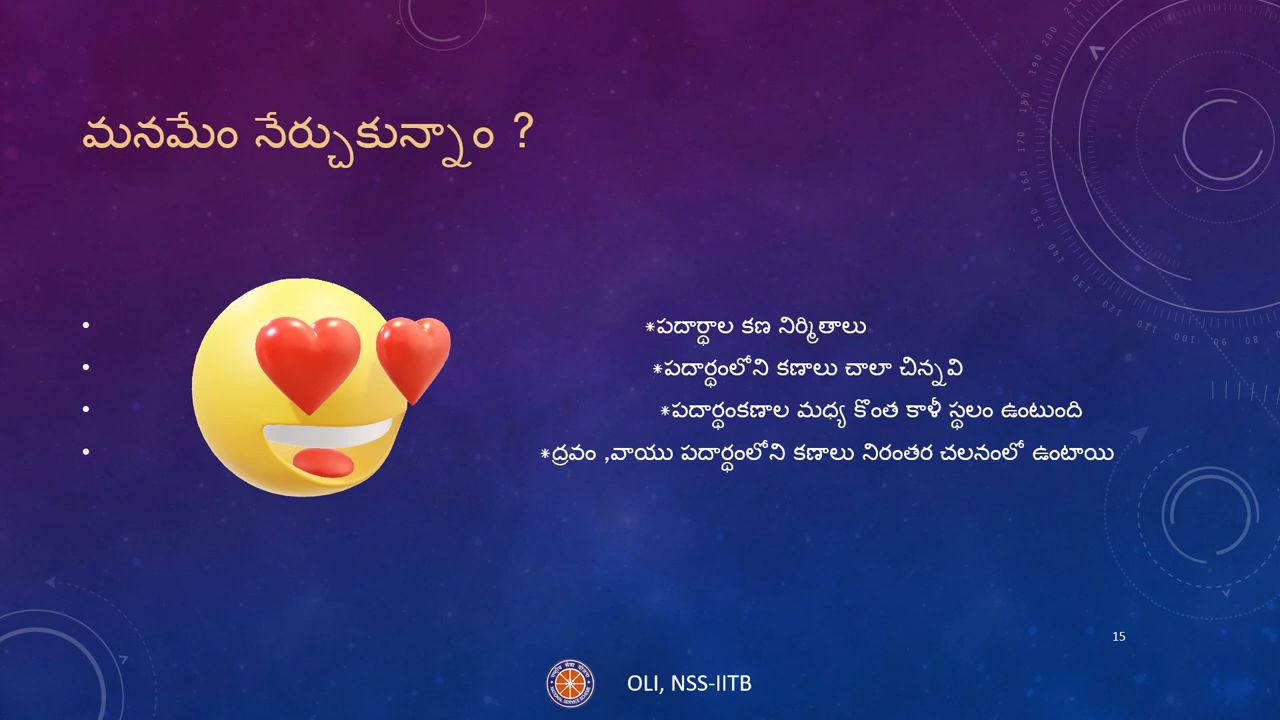 మనమేం నేర్చుకున్నాం ?
• *పదార్థాల కణ నిర్మితాలు
• *పదార్థంలోని కణాలు చాలా చిన్నవి
• *పదార్థంకణాల మధ్య కొంత కాళీ స్థలం ఉంటుంది
• *ద్రవం ,వాయు పదార్థంలోని కణాలు నిరంతర చలనంలో ఉంటాయి
15
OLI, NSS-IITB